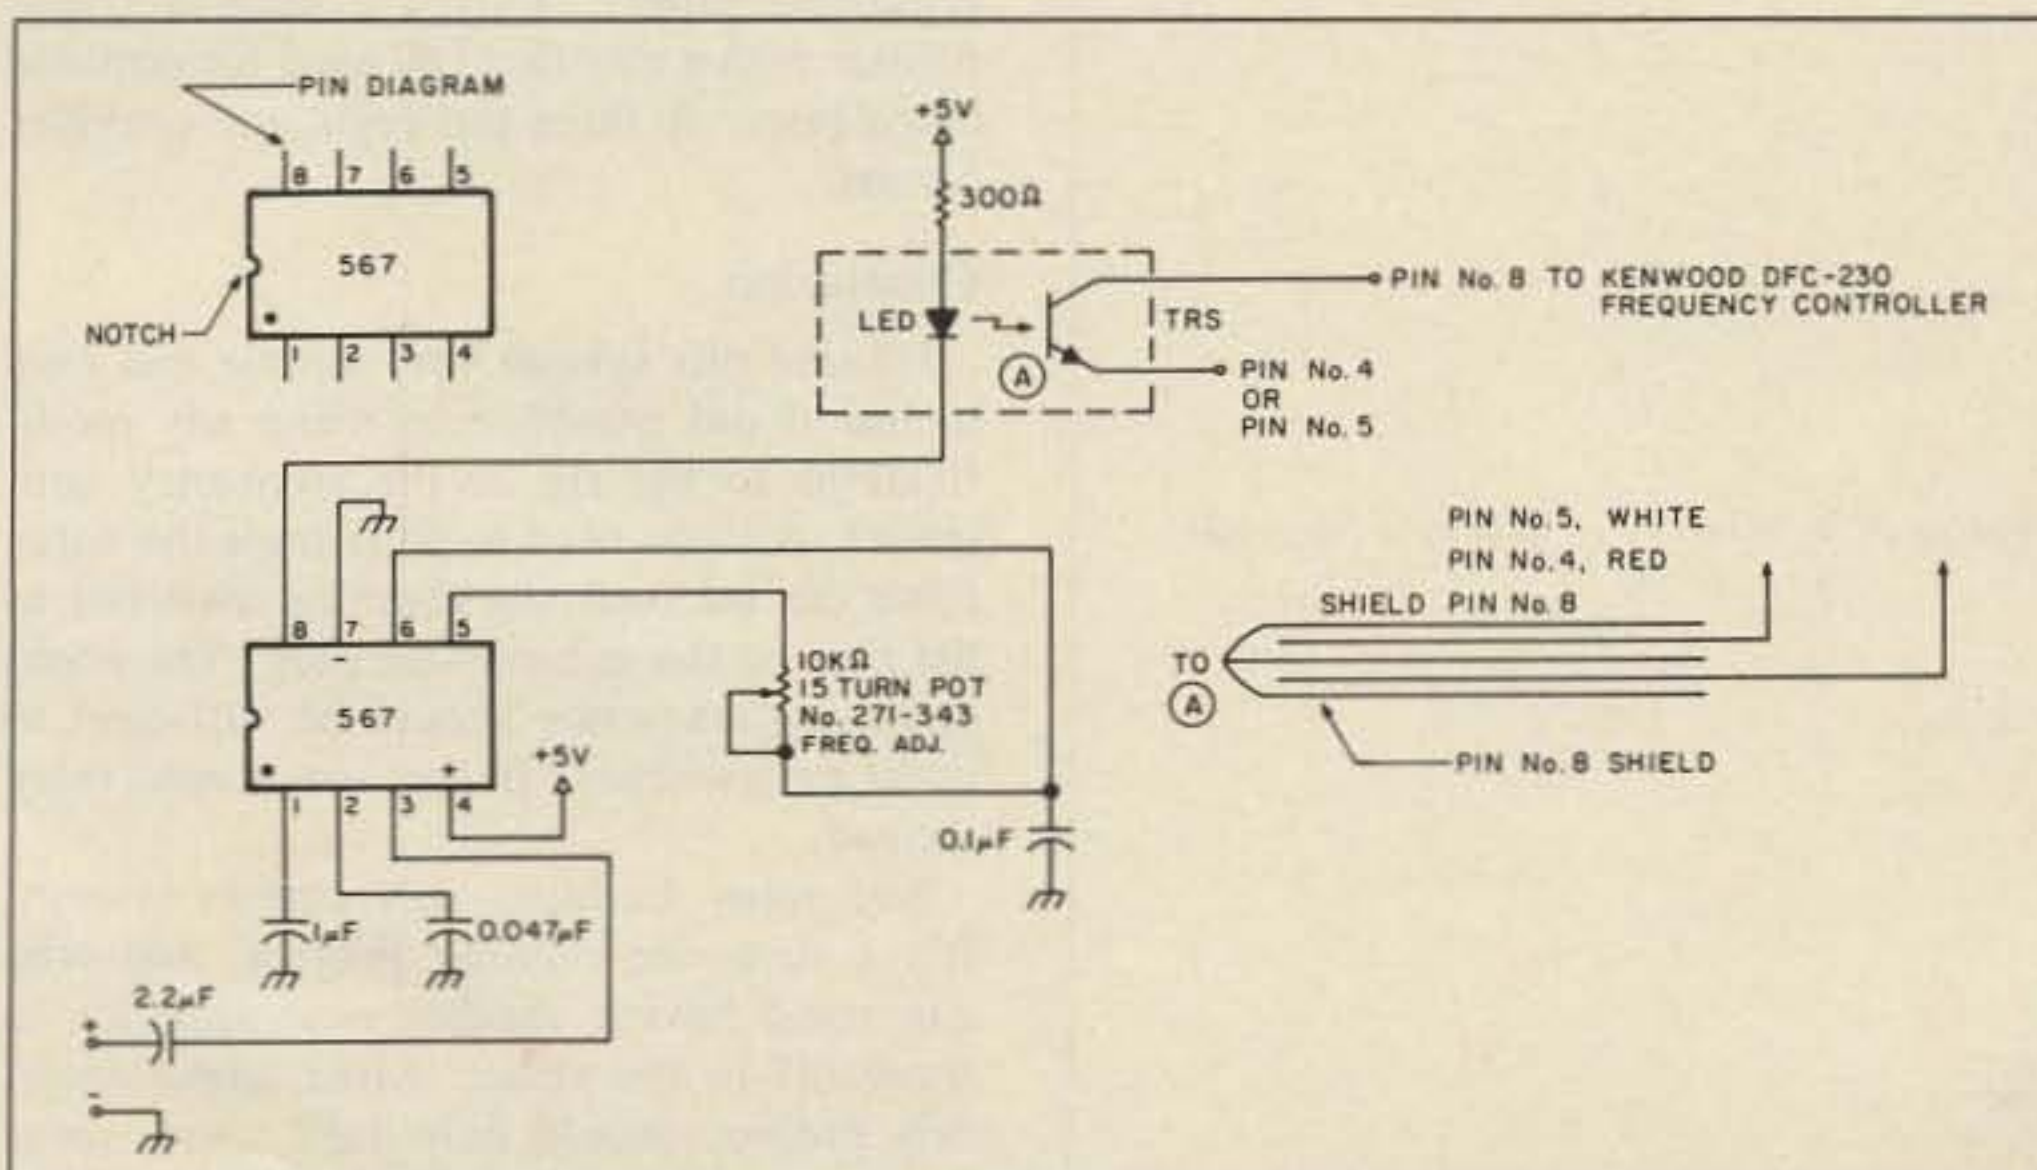 PIN DIAGRAM
8 7 6 5
567
NOTCH
1 2 3 4
+5V
300Ω
LED
TRS
A
PIN No. 8 TO KENWOOD DFC-230
FREQUENCY CONTROLLER
PIN No. 4
OR
PIN No. 5
8 7 6 5
-
567
+
1 2 3 4
+5V
10KΩ
15 TURN POT
No. 271-343
FREQ. ADJ.
0.1µF
1µF
0.047µF
2.2µF
+
-
PIN No. 5, WHITE
PIN No. 4, RED
SHIELD PIN No. 8
TO
A
PIN No. 8 SHIELD